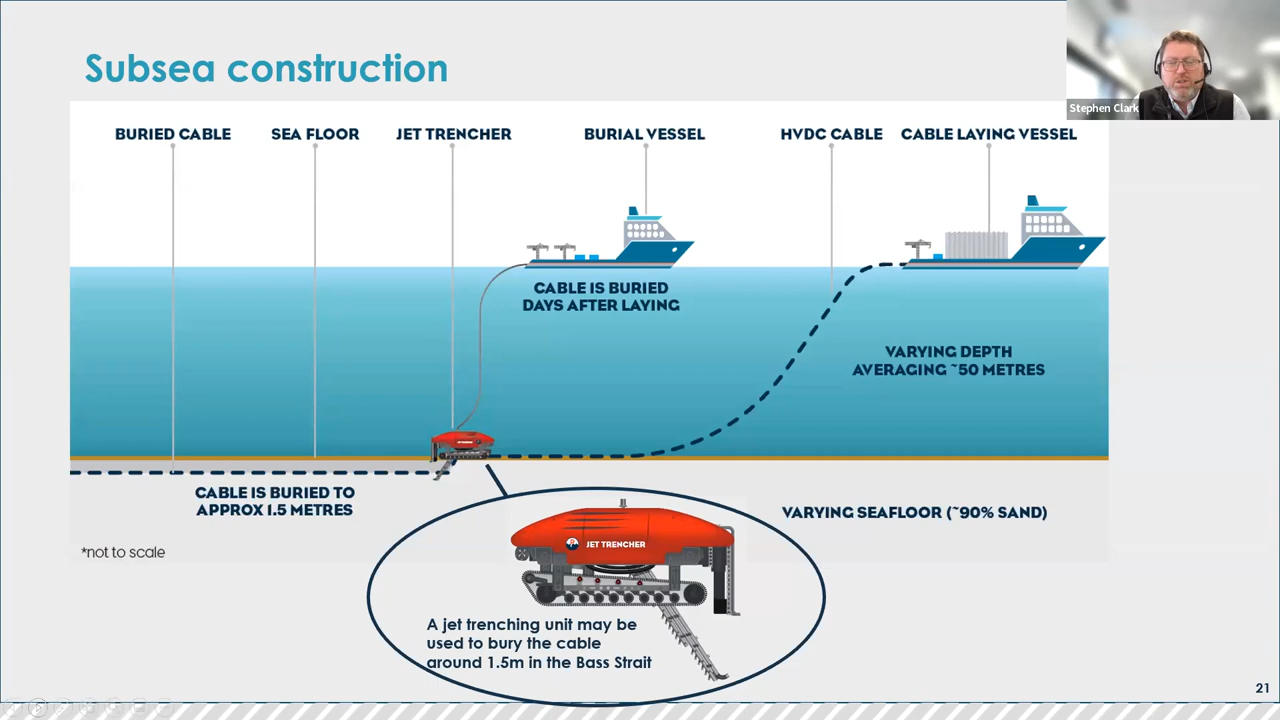 Subsea construction
Stephen Clark
BURIED CABLE
SEA FLOOR
JET TRENCHER
BURIAL VESSEL
HVDC CABLE
CABLE LAYING VESSEL
CABLE IS BURIED
DAYS AFTER LAYING
VARYING DEPTH
AVERAGING ~50 METRES
CABLE IS BURIED TO
APPROX 1.5 METRES
VARYING SEAFLOOR (~90% SAND)
*not to scale
JET TRENCHER
A jet trenching unit may be
used to bury the cable
around 1.5m in the Bass Strait
21